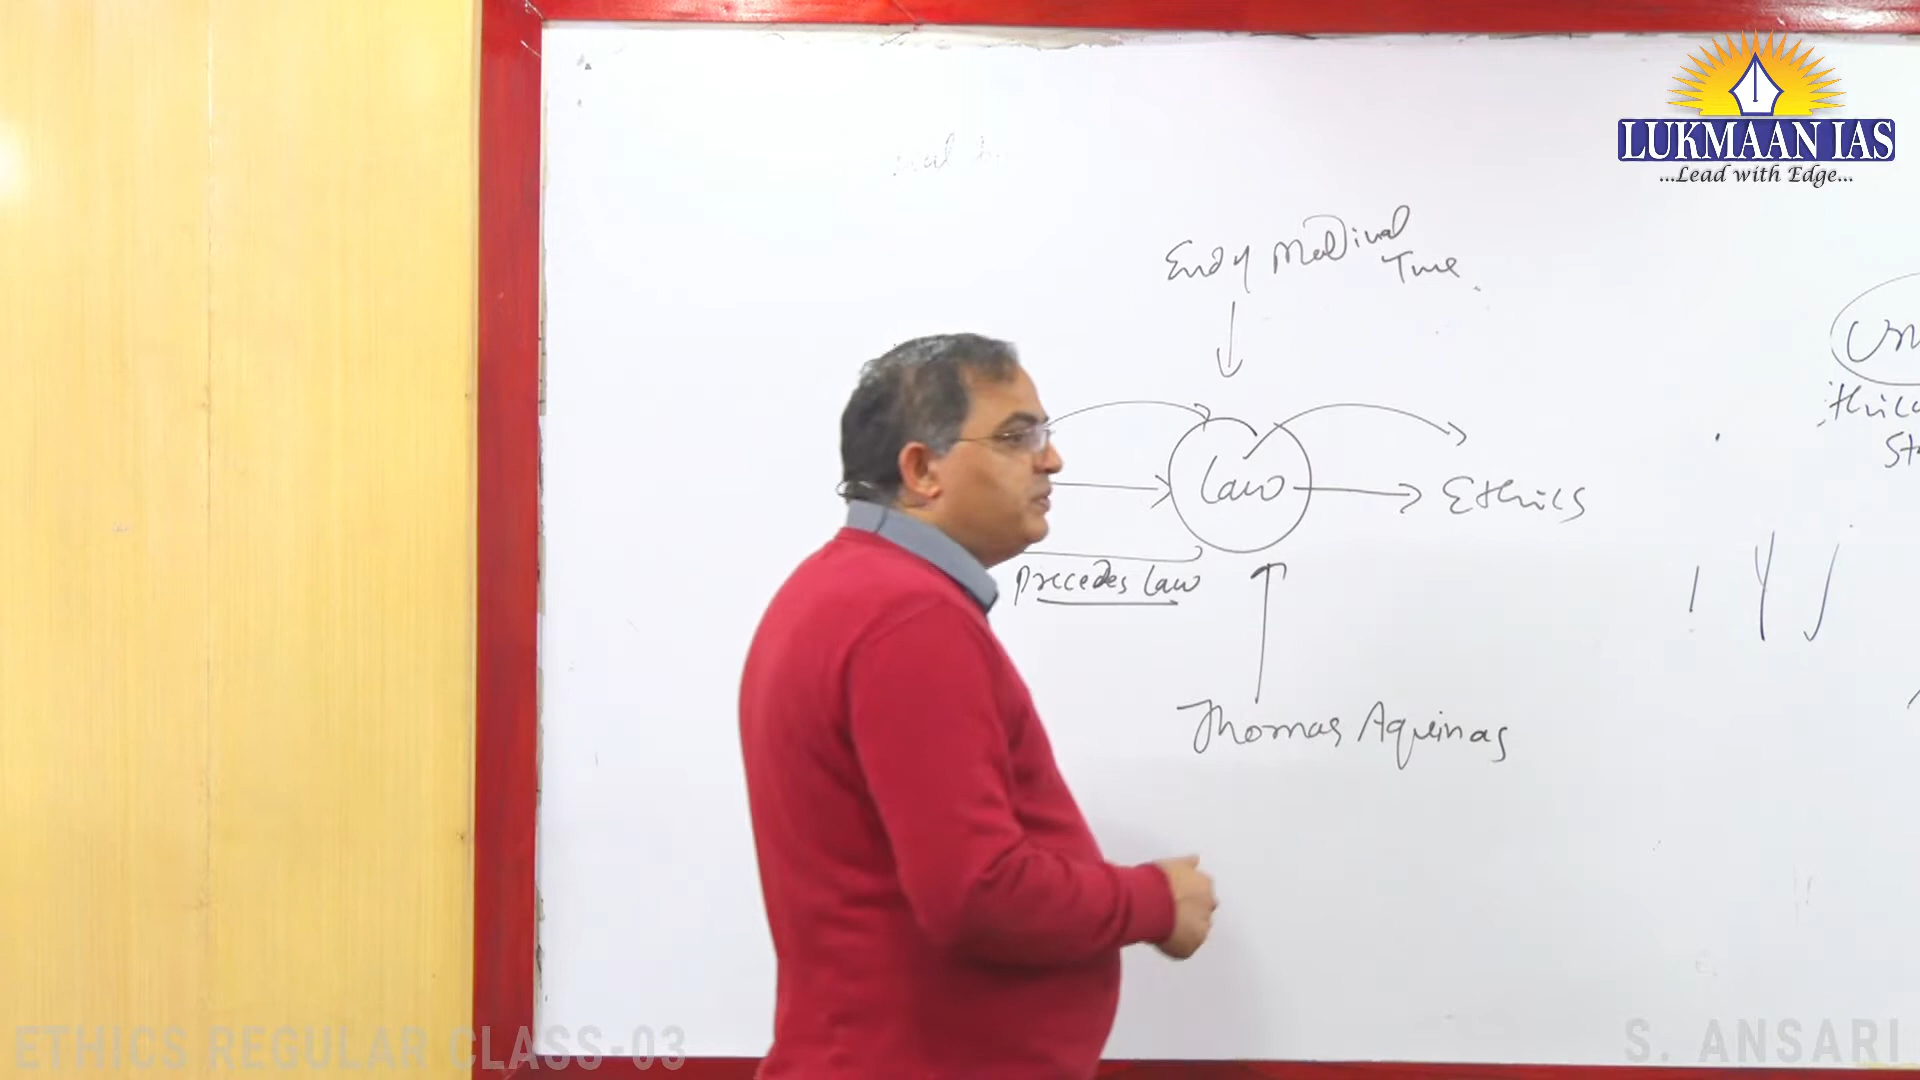 LUKMAAN IAS
...Lead with Edge...
End of Medival
Time
Law
Ethics
Precedes Law
Thomas Aquinas
ETHICS REGULAR CLASS-03
S. ANSARI